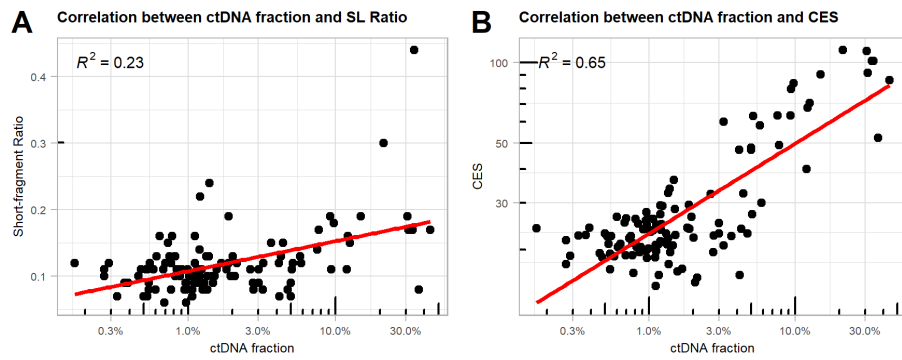 A
Correlation between ctDNA fraction and SL Ratio
R² = 0.23
Short-fragment Ratio
0.4
0.3
0.2
0.1
0.3% 1.0% 3.0% 10.0% 30.0%
ctDNA fraction
B
Correlation between ctDNA fraction and CES
R² = 0.65
CES
100
50
30
0.3% 1.0% 3.0% 10.0% 30.0%
ctDNA fraction